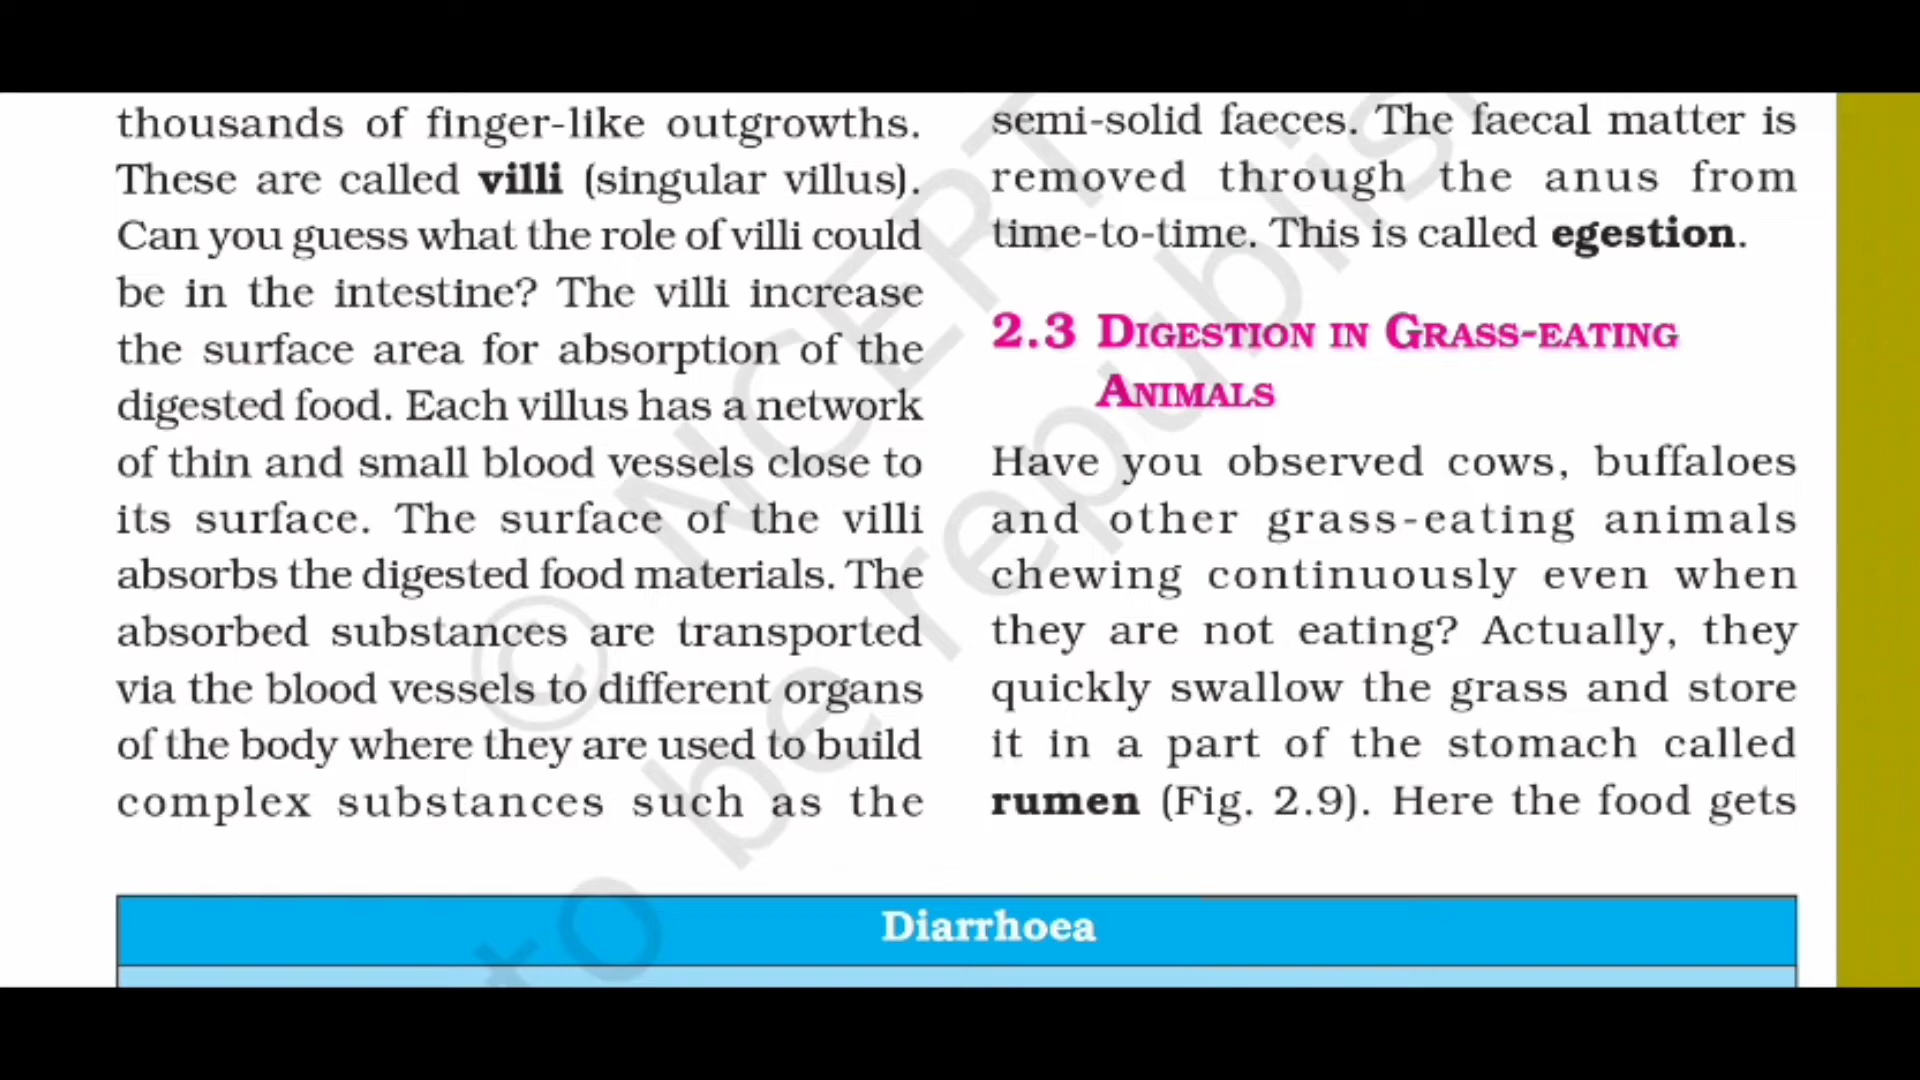 thousands of finger-like outgrowths.
These are called villi (singular villus).
Can you guess what the role of villi could
be in the intestine? The villi increase
the surface area for absorption of the
digested food. Each villus has a network
of thin and small blood vessels close to
its surface. The surface of the villi
absorbs the digested food materials. The
absorbed substances are transported
via the blood vessels to different organs
of the body where they are used to build
complex substances such as the
semi-solid faeces. The faecal matter is
removed through the anus from
time-to-time. This is called egestion.
2.3 DIGESTION IN GRASS-EATING
ANIMALS
Have you observed cows, buffaloes
and other grass-eating animals
chewing continuously even when
they are not eating? Actually, they
quickly swallow the grass and store
it in a part of the stomach called
rumen (Fig. 2.9). Here the food gets
Diarrhoea
© NCERT
to be republis